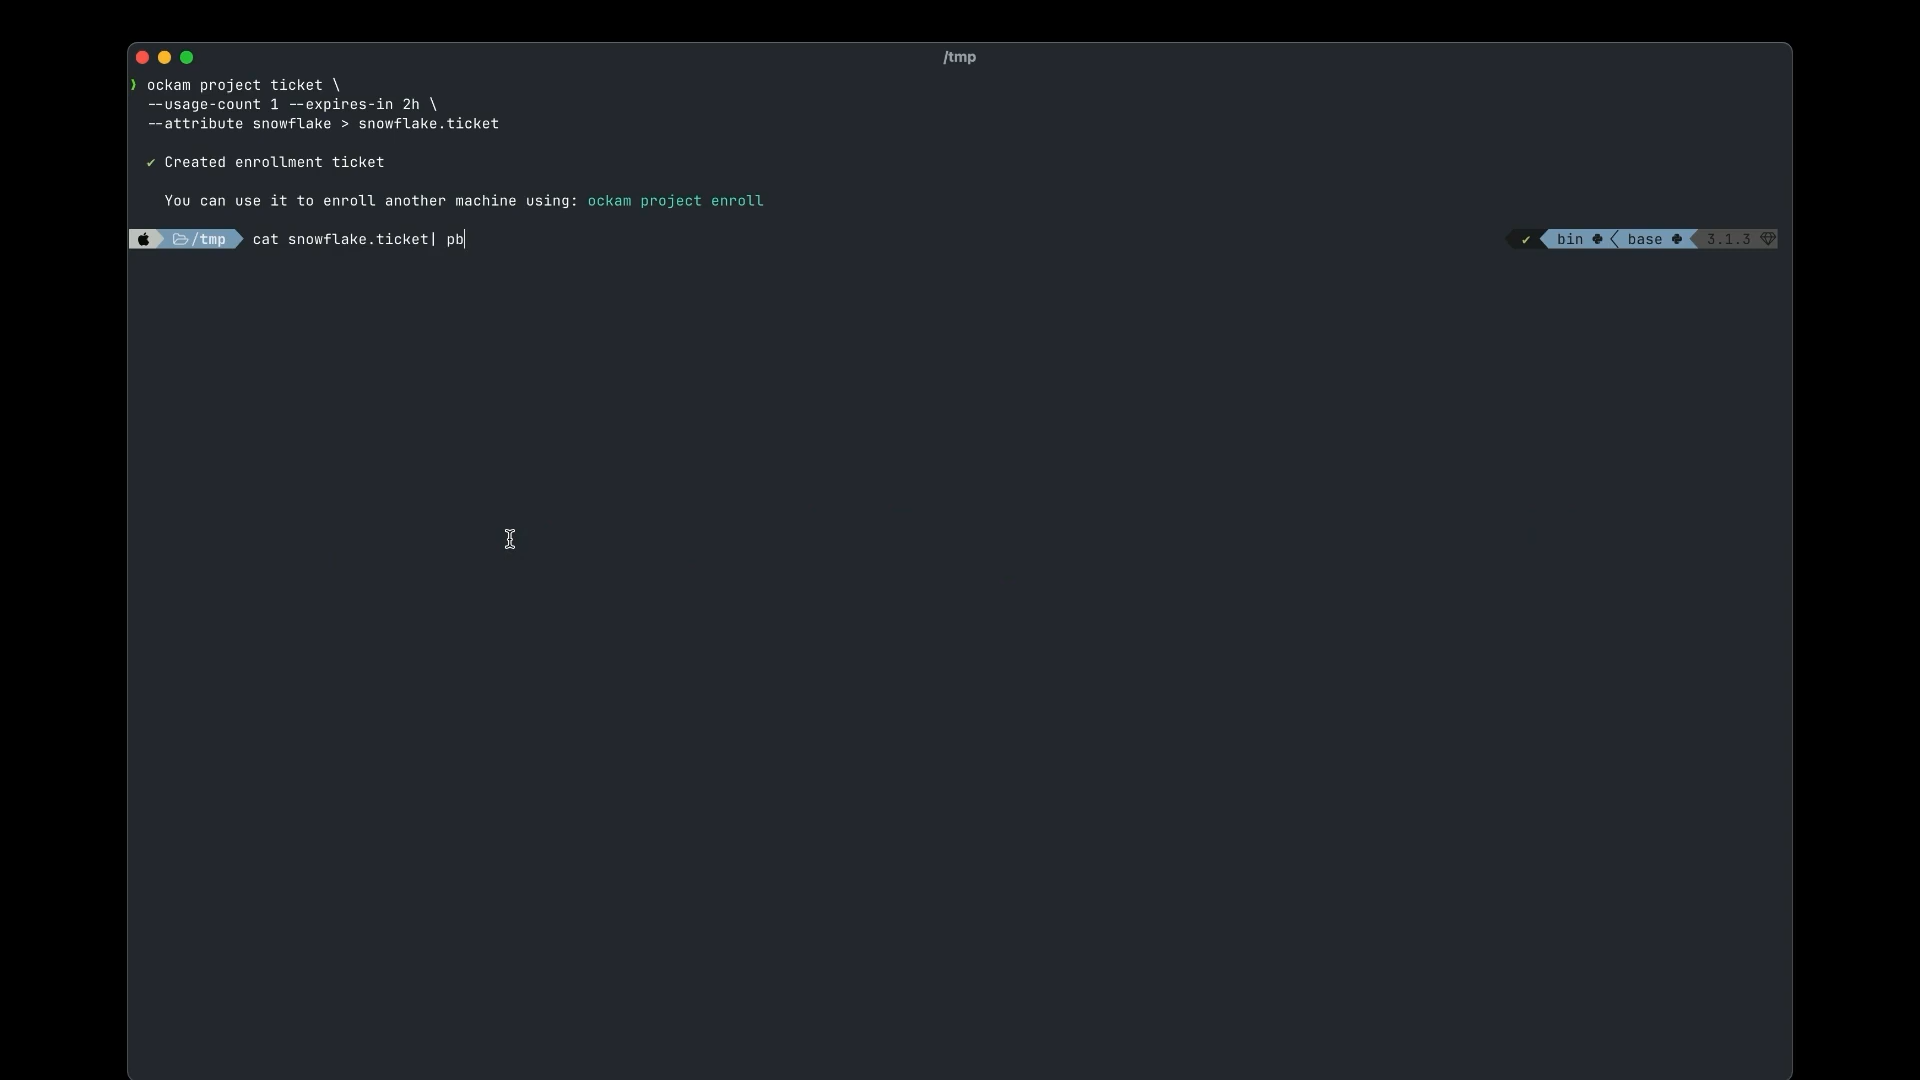 /tmp
❯ ockam project ticket \
--usage-count 1 --expires-in 2h \
--attribute snowflake > snowflake.ticket
✔ Created enrollment ticket
You can use it to enroll another machine using: ockam project enroll
/tmp cat snowflake.ticket| pb ✔ bin base 3.1.3